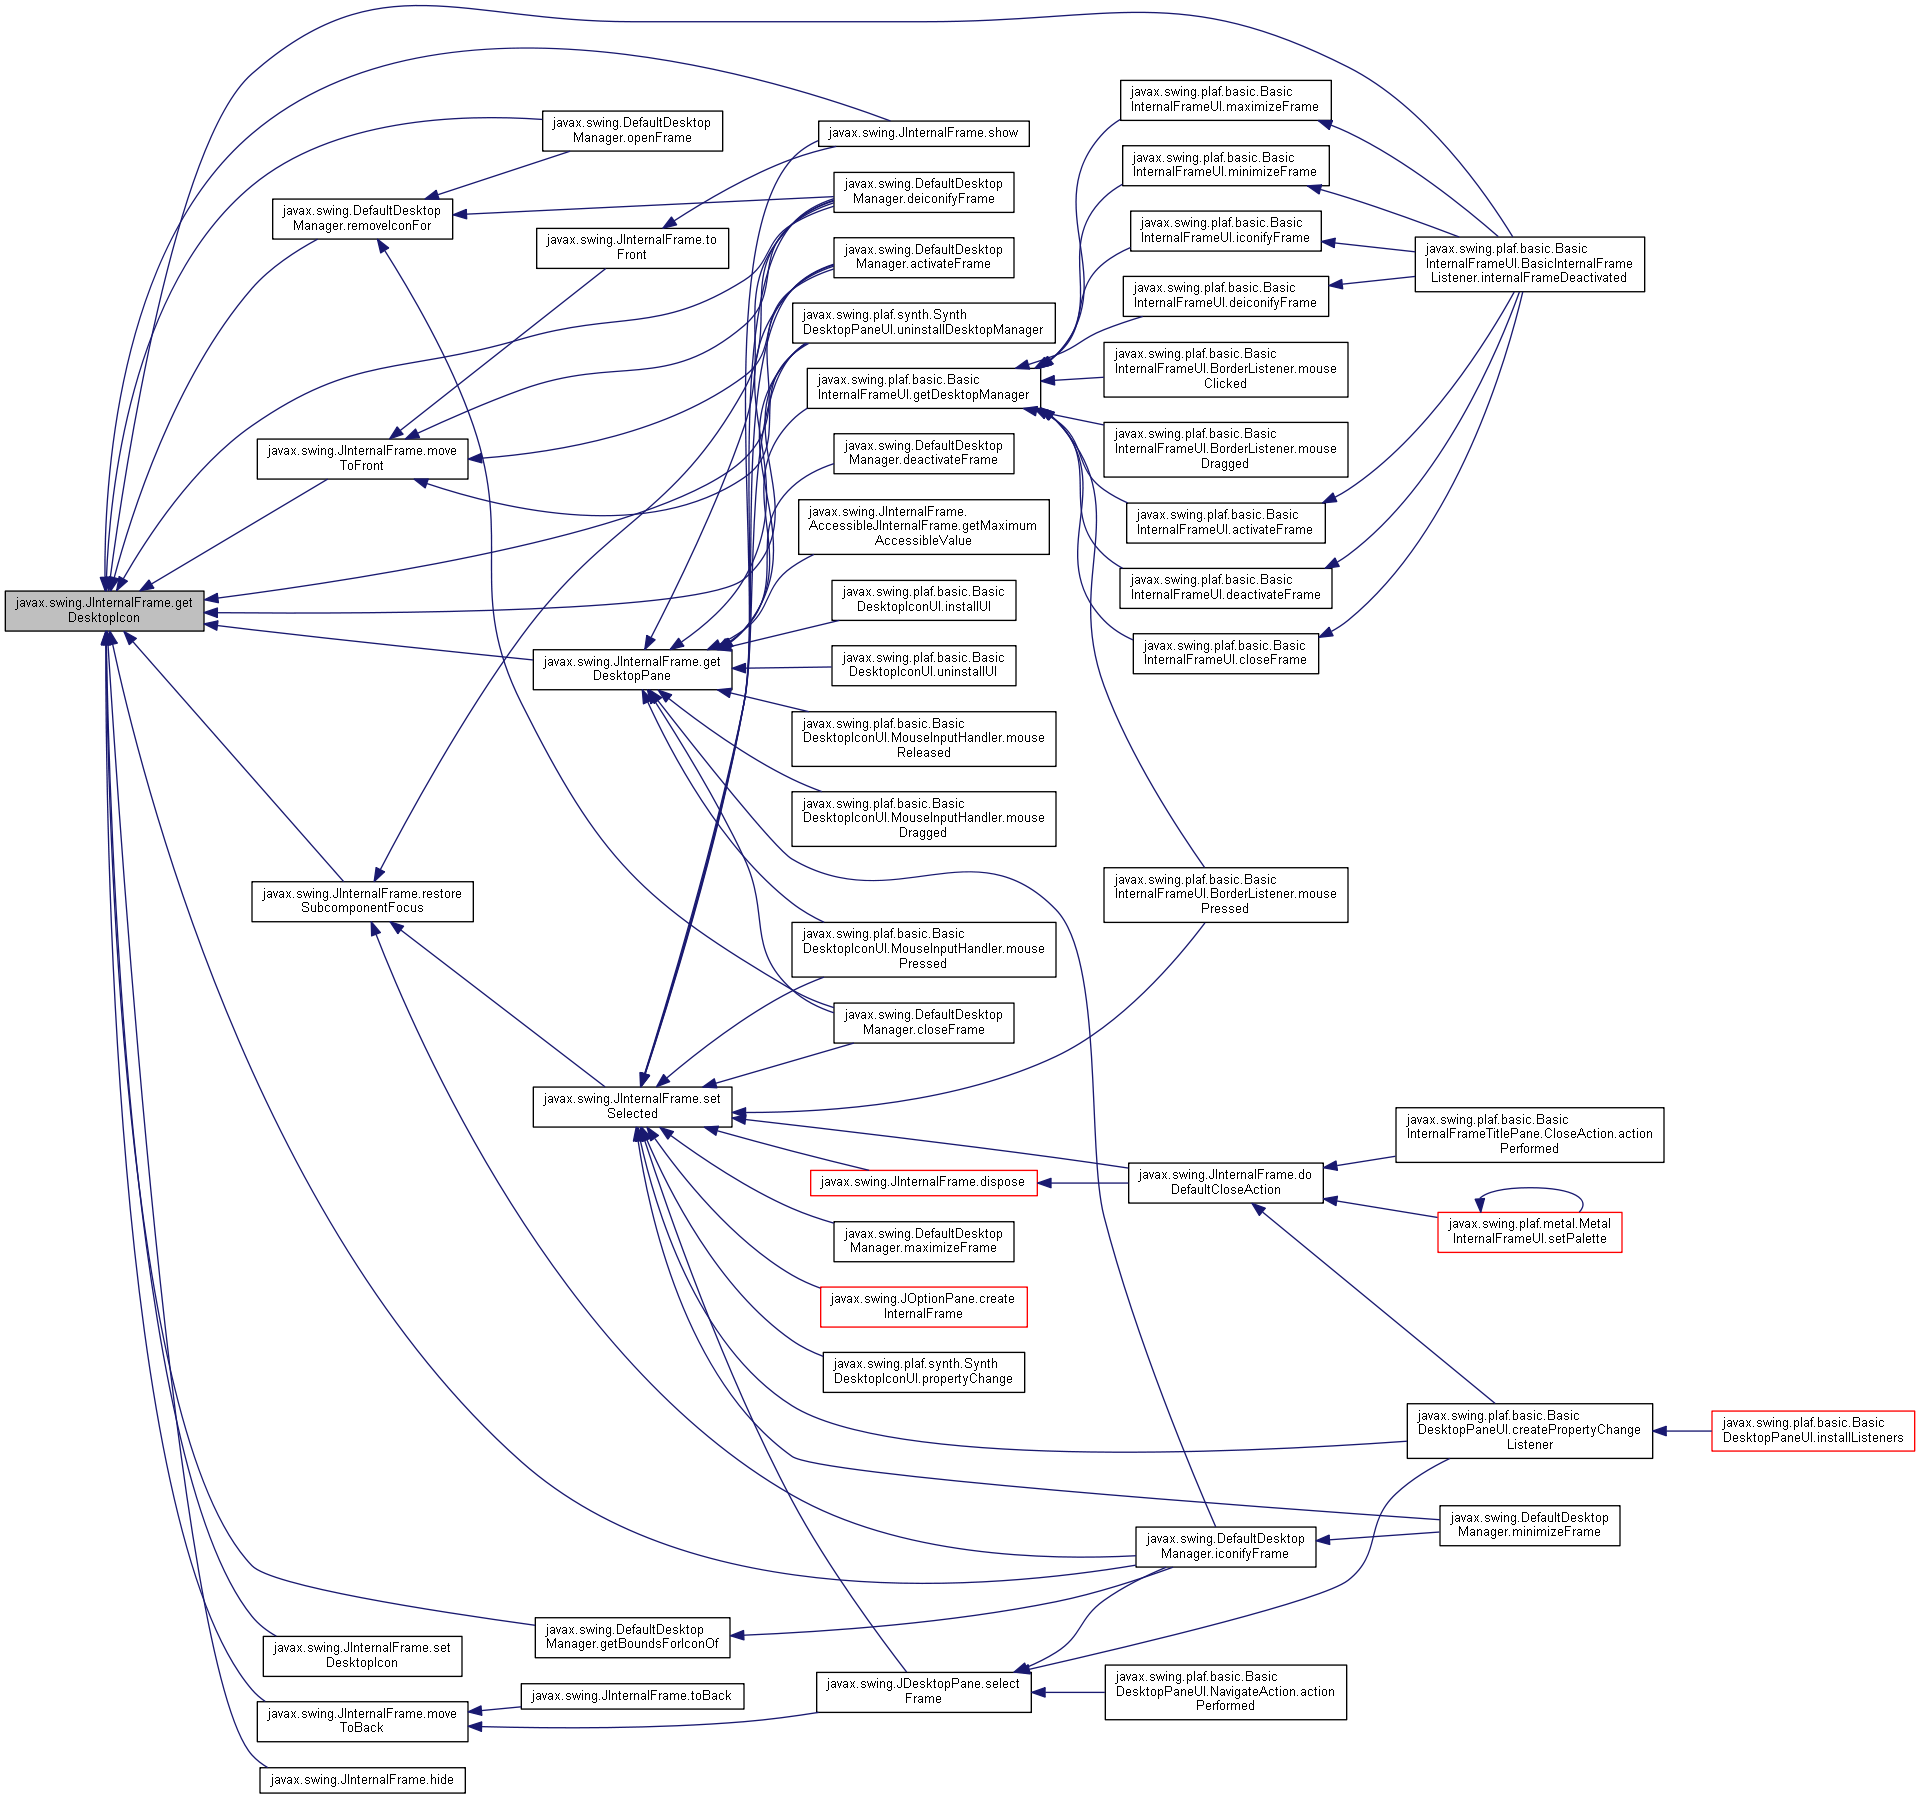 javax.swing.JInternalFrame.get
DesktopIcon
javax.swing.DefaultDesktop
Manager.removeIconFor
javax.swing.JInternalFrame.move
ToFront
javax.swing.JInternalFrame.restore
SubcomponentFocus
javax.swing.JInternalFrame.set
DesktopIcon
javax.swing.JInternalFrame.move
ToBack
javax.swing.JInternalFrame.hide
javax.swing.DefaultDesktop
Manager.openFrame
javax.swing.JInternalFrame.to
Front
javax.swing.JInternalFrame.get
DesktopPane
javax.swing.JInternalFrame.set
Selected
javax.swing.DefaultDesktop
Manager.getBoundsForIconOf
javax.swing.JInternalFrame.toBack
javax.swing.JInternalFrame.show
javax.swing.DefaultDesktop
Manager.deiconifyFrame
javax.swing.DefaultDesktop
Manager.activateFrame
javax.swing.plaf.synth.Synth
DesktopPaneUI.uninstallDesktopManager
javax.swing.plaf.basic.Basic
InternalFrameUI.getDesktopManager
javax.swing.DefaultDesktop
Manager.deactivateFrame
javax.swing.JInternalFrame.
AccessibleJInternalFrame.getMaximum
AccessibleValue
javax.swing.plaf.basic.Basic
DesktopIconUI.installUI
javax.swing.plaf.basic.Basic
DesktopIconUI.uninstallUI
javax.swing.plaf.basic.Basic
DesktopIconUI.MouseInputHandler.mouse
Released
javax.swing.plaf.basic.Basic
DesktopIconUI.MouseInputHandler.mouse
Dragged
javax.swing.plaf.basic.Basic
DesktopIconUI.MouseInputHandler.mouse
Pressed
javax.swing.DefaultDesktop
Manager.closeFrame
javax.swing.JInternalFrame.dispose
javax.swing.DefaultDesktop
Manager.maximizeFrame
javax.swing.JOptionPane.create
InternalFrame
javax.swing.plaf.synth.Synth
DesktopIconUI.propertyChange
javax.swing.JDesktopPane.select
Frame
javax.swing.plaf.basic.Basic
InternalFrameUI.maximizeFrame
javax.swing.plaf.basic.Basic
InternalFrameUI.minimizeFrame
javax.swing.plaf.basic.Basic
InternalFrameUI.iconifyFrame
javax.swing.plaf.basic.Basic
InternalFrameUI.deiconifyFrame
javax.swing.plaf.basic.Basic
InternalFrameUI.BorderListener.mouse
Clicked
javax.swing.plaf.basic.Basic
InternalFrameUI.BorderListener.mouse
Dragged
javax.swing.plaf.basic.Basic
InternalFrameUI.activateFrame
javax.swing.plaf.basic.Basic
InternalFrameUI.deactivateFrame
javax.swing.plaf.basic.Basic
InternalFrameUI.closeFrame
javax.swing.plaf.basic.Basic
InternalFrameUI.BorderListener.mouse
Pressed
javax.swing.JInternalFrame.do
DefaultCloseAction
javax.swing.DefaultDesktop
Manager.iconifyFrame
javax.swing.plaf.basic.Basic
DesktopPaneUI.NavigateAction.action
Performed
javax.swing.plaf.basic.Basic
InternalFrameUI.BasicInternalFrame
Listener.internalFrameDeactivated
javax.swing.plaf.basic.Basic
InternalFrameTitlePane.CloseAction.action
Performed
javax.swing.plaf.metal.Metal
InternalFrameUI.setPalette
javax.swing.plaf.basic.Basic
DesktopPaneUI.createPropertyChange
Listener
javax.swing.DefaultDesktop
Manager.minimizeFrame
javax.swing.plaf.basic.Basic
DesktopPaneUI.installListeners